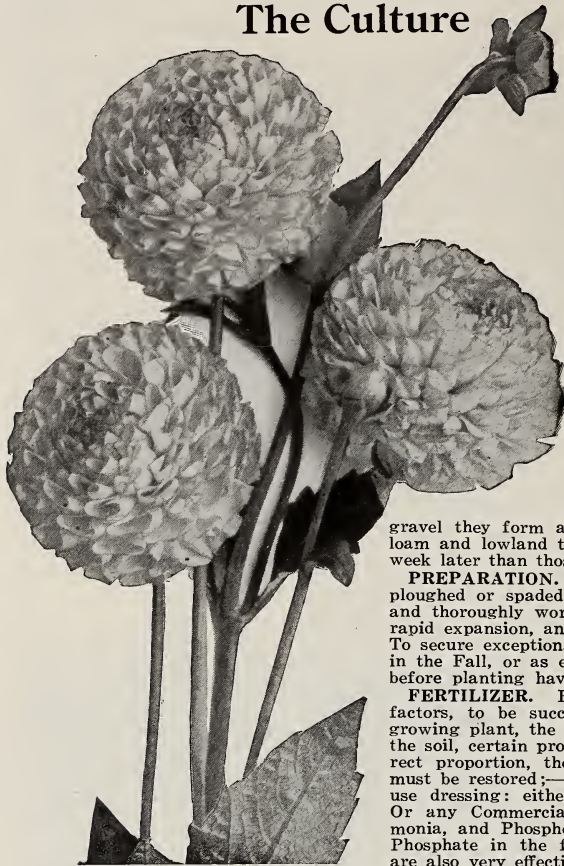 The Culture
gravel they form a
loam and lowland t
week later than thos
PREPARATION.
ploughed or spaded
and thoroughly wor
rapid expansion, an
To secure exception
in the Fall, or as e
before planting hav
FERTILIZER.
factors, to be succ
growing plant, the
the soil, certain pro
rect proportion, the
must be restored;—
use dressing: eithe
Or any Commercia
monia, and Phosph
Phosphate in the f
are also very effecti